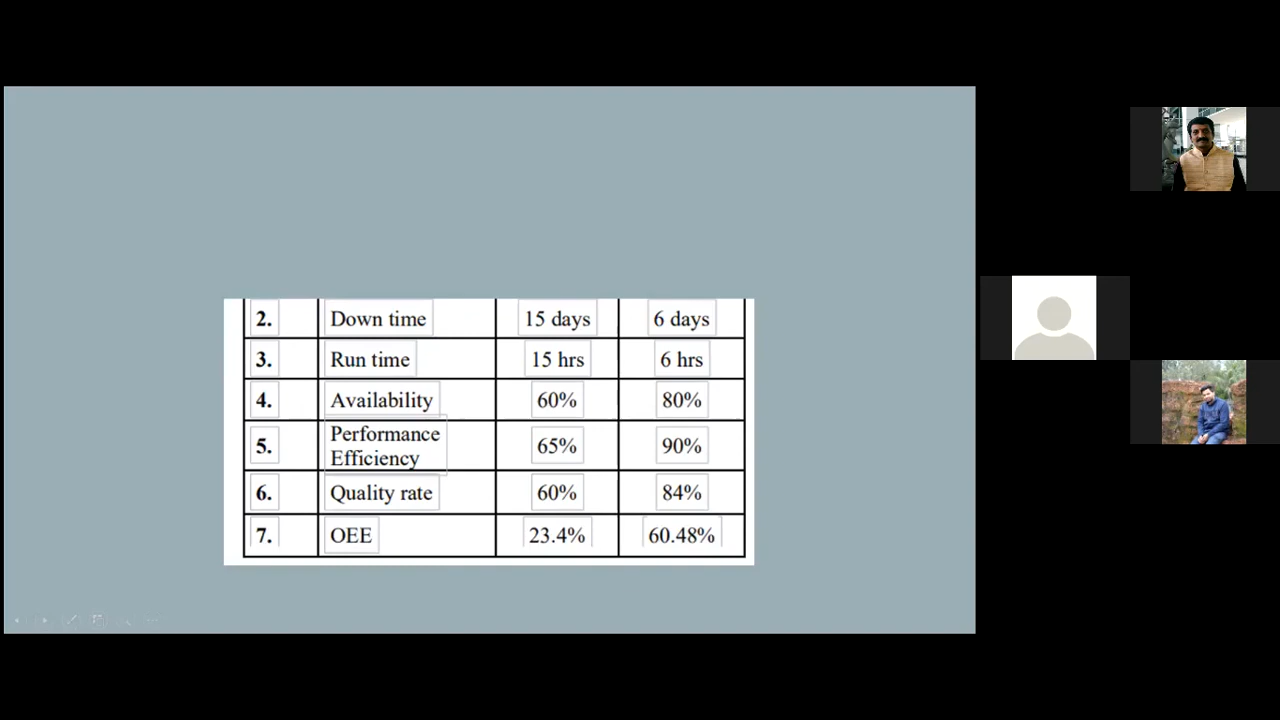 2. Down time 15 days 6 days
3. Run time 15 hrs 6 hrs
4. Availability 60% 80%
5. Performance Efficiency 65% 90%
6. Quality rate 60% 84%
7. OEE 23.4% 60.48%